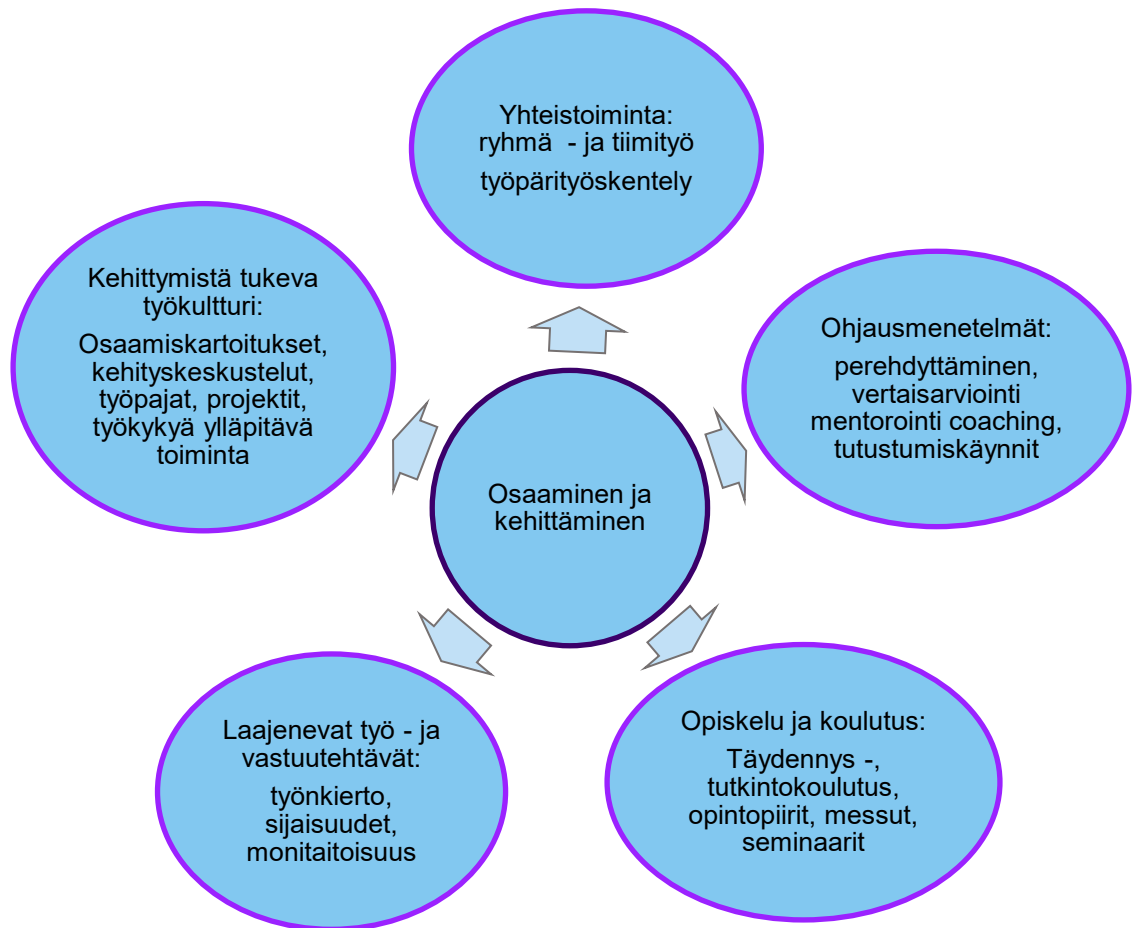 Yhteistoiminta:
ryhmä - ja tiimityö
työpärityöskentely
Kehittymistä tukeva
työkultturi:
Osaamiskartoitukset,
kehityskeskustelut,
työpajat, projektit,
työkykyä ylläpitävä
toiminta
Ohjausmenetelmät:
perehdyttäminen,
vertaisarviointi
mentorointi coaching,
tutustumiskäynnit
Osaaminen ja
kehittäminen
Laajenevat työ - ja
vastuutehtävät:
työnkierto,
sijaisuudet,
monitaitoisuus
Opiskelu ja koulutus:
Täydennys -,
tutkintokoulutus,
opintopiirit, messut,
seminaarit